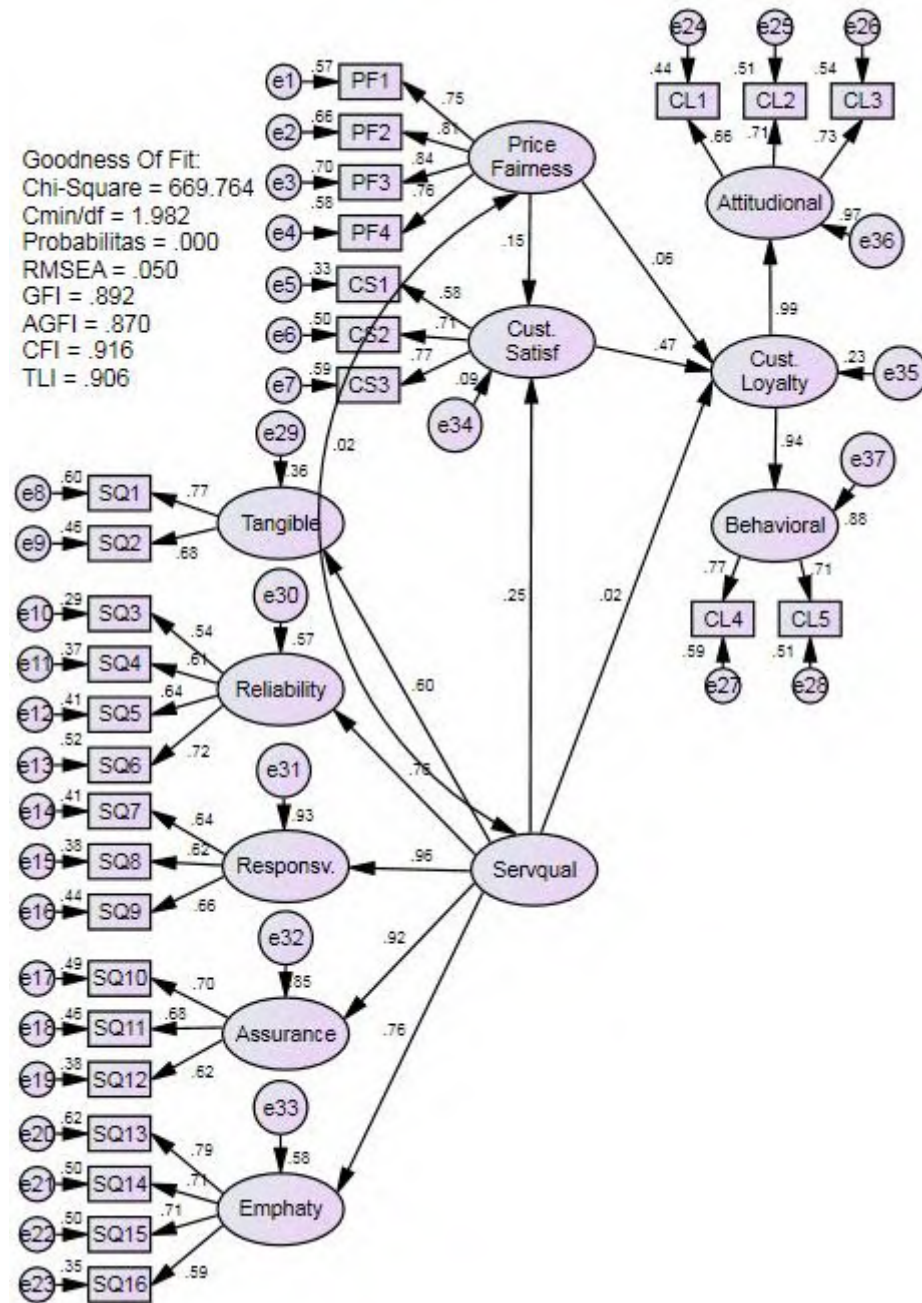 Goodness Of Fit:
Chi-Square = 669.764
Cmin/df = 1.982
Probabilitas = .000
RMSEA = .050
GFI = .892
AGFI = .870
CFI = .916
TLI = .906
e1
.57
PF1
.75
e2
.66
PF2
.81
e3
.70
PF3
.84
e4
.58
PF4
.76
Price
Fairness
.15
.06
e5
.33
CS1
.58
e6
.50
CS2
.71
e7
.59
CS3
.77
Cust.
Satisf
.09
e34
.47
.02
e24
e25
e26
.44
.51
.54
CL1
CL2
CL3
.66
.71
.73
Attitudional
.97
e36
.99
Cust.
Loyalty
.23
e35
.94
e37
Behavioral
.88
.77
.71
CL4
CL5
.59
.51
e27
e28
e29
.36
e8
.60
SQ1
.77
e9
.46
SQ2
.68
Tangible
e30
.57
e10
.29
SQ3
.54
e11
.37
SQ4
.61
e12
.41
SQ5
.64
e13
.52
SQ6
.72
Reliability
.25
.02
.60
.76
e31
.93
e14
.41
SQ7
.64
e15
.38
SQ8
.62
e16
.44
SQ9
.66
Responsv.
.96
Servqual
e32
.85
e17
.49
SQ10
.70
e18
.46
SQ11
.68
e19
.38
SQ12
.62
Assurance
.92
.76
e33
.58
e20
.62
SQ13
.79
e21
.50
SQ14
.71
e22
.50
SQ15
.71
e23
.35
SQ16
.59
Emphaty